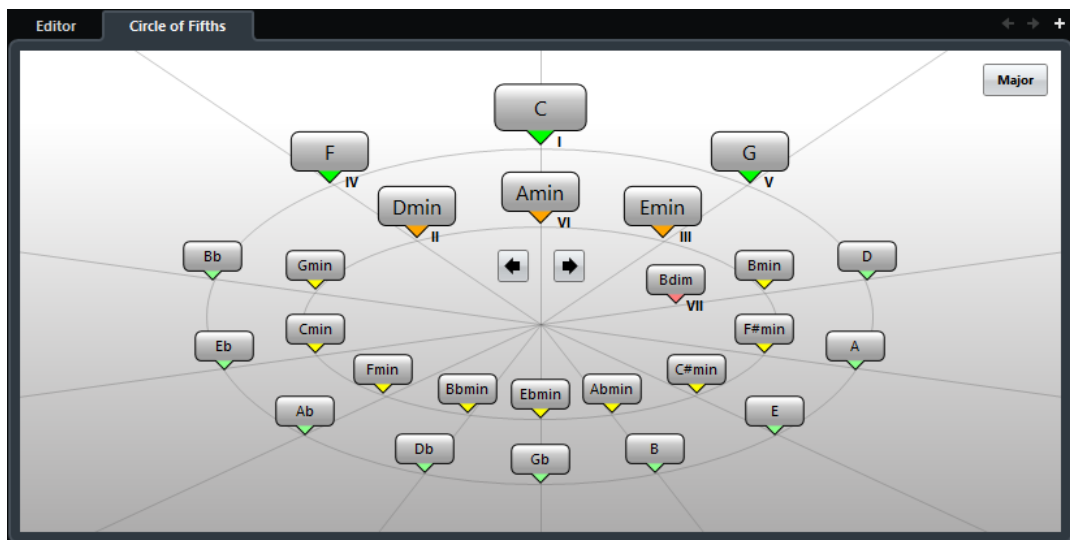 Editor Circle of Fifths
Major
C
I
F
IV
G
V
Amin
VI
Dmin
II
Emin
III
Bb
Gmin
Bdim
VII
Bmin
D
Eb
Cmin
F#min
A
Fmin
C#min
Bbmin
Ebmin
Abmin
Ab
E
Db
Gb
B